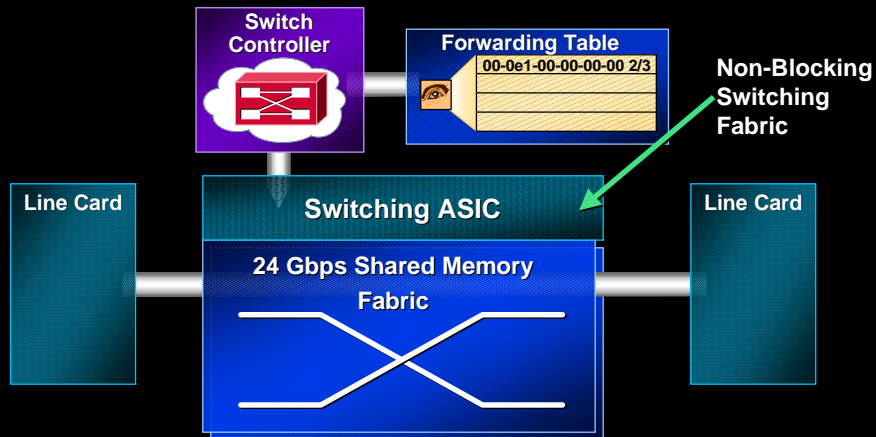 Switch
Controller
Forwarding Table
00-0e1-00-00-00-00 2/3
Non-Blocking
Switching
Fabric
Line Card
Switching ASIC
Line Card
24 Gbps Shared Memory
Fabric